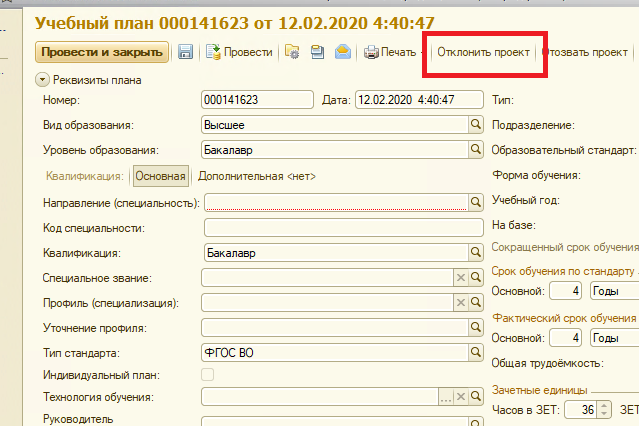 Учебный план 000141623 от 12.02.2020 4:40:47
Провести и закрыть Провести Печать Отклонить проект Отозвать проект
Реквизиты плана
Номер: 000141623 Дата: 12.02.2020 4:40:47 Тип:
Вид образования: Высшее Подразделение:
Уровень образования: Бакалавр Образовательный стандарт:
Квалификация: Основная Дополнительная <нет> Форма обучения:
Направление (специальность): Учебный год:
Код специальности: На базе:
Квалификация: Бакалавр Сокращенный срок обучения
Специальное звание: Срок обучения по стандарту
Профиль (специализация): Основной: 4 Годы
Уточнение профиля: Фактический срок обучения
Тип стандарта: ФГОС ВО Основной: 4 Годы
Индивидуальный план: Общая трудоёмкость:
Технология обучения: ... Зачетные единицы
Руководитель Часов в ЗЕТ: 36 ЗЕТ